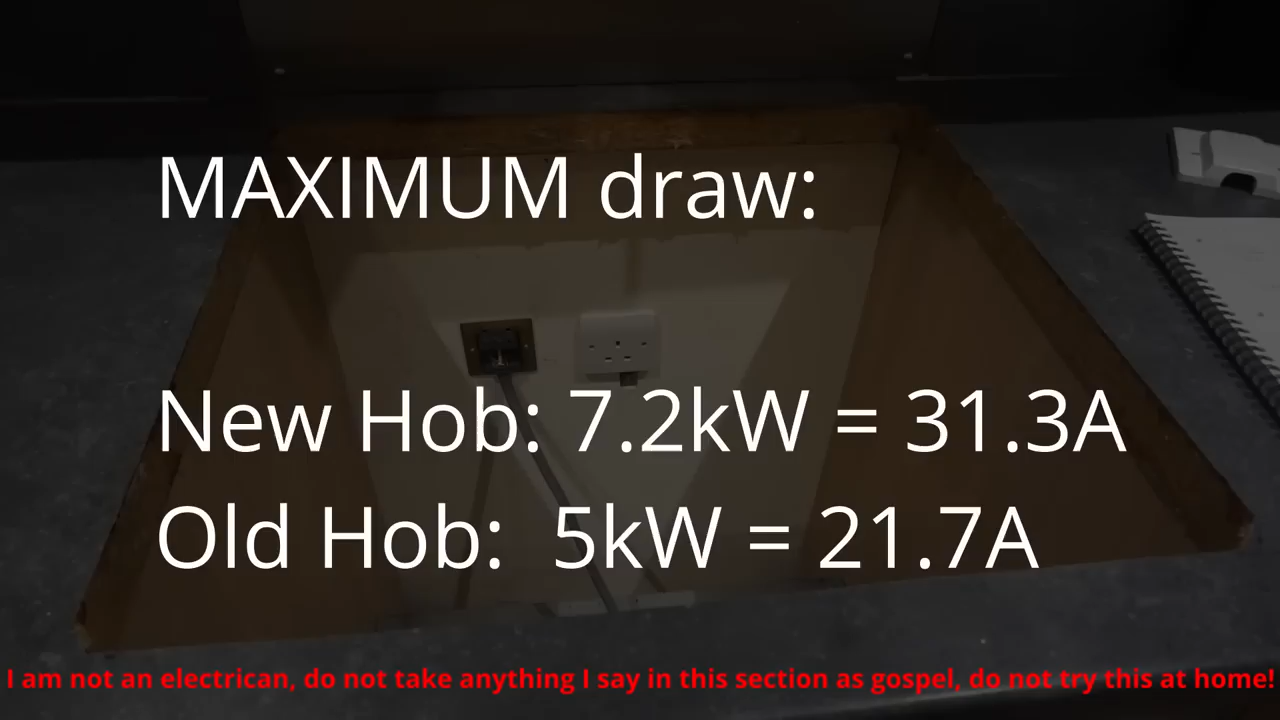 MAXIMUM draw:
New Hob: 7.2kW = 31.3A
Old Hob: 5kW = 21.7A
I am not an electrican, do not take anything I say in this section as gospel, do not try this at home!